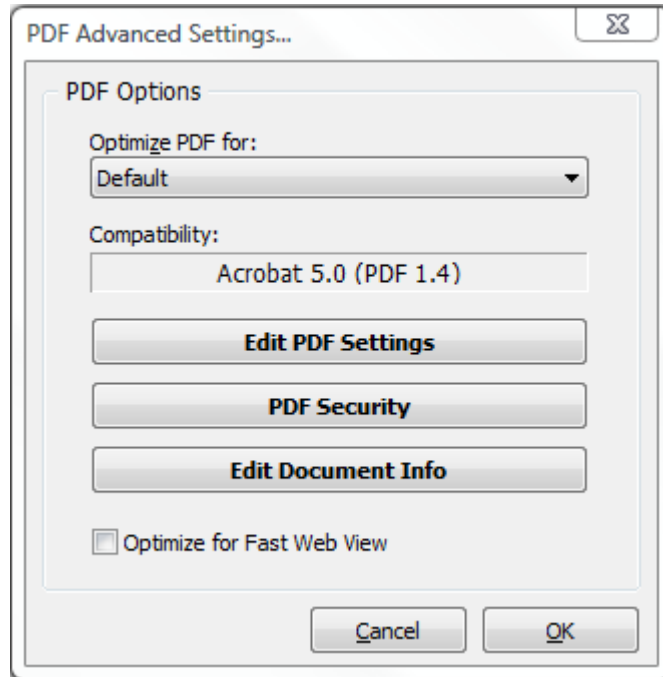 PDF Advanced Settings...
PDF Options
Optimize PDF for:
Default
Compatibility:
Acrobat 5.0 (PDF 1.4)
Edit PDF Settings
PDF Security
Edit Document Info
Optimize for Fast Web View
Cancel OK